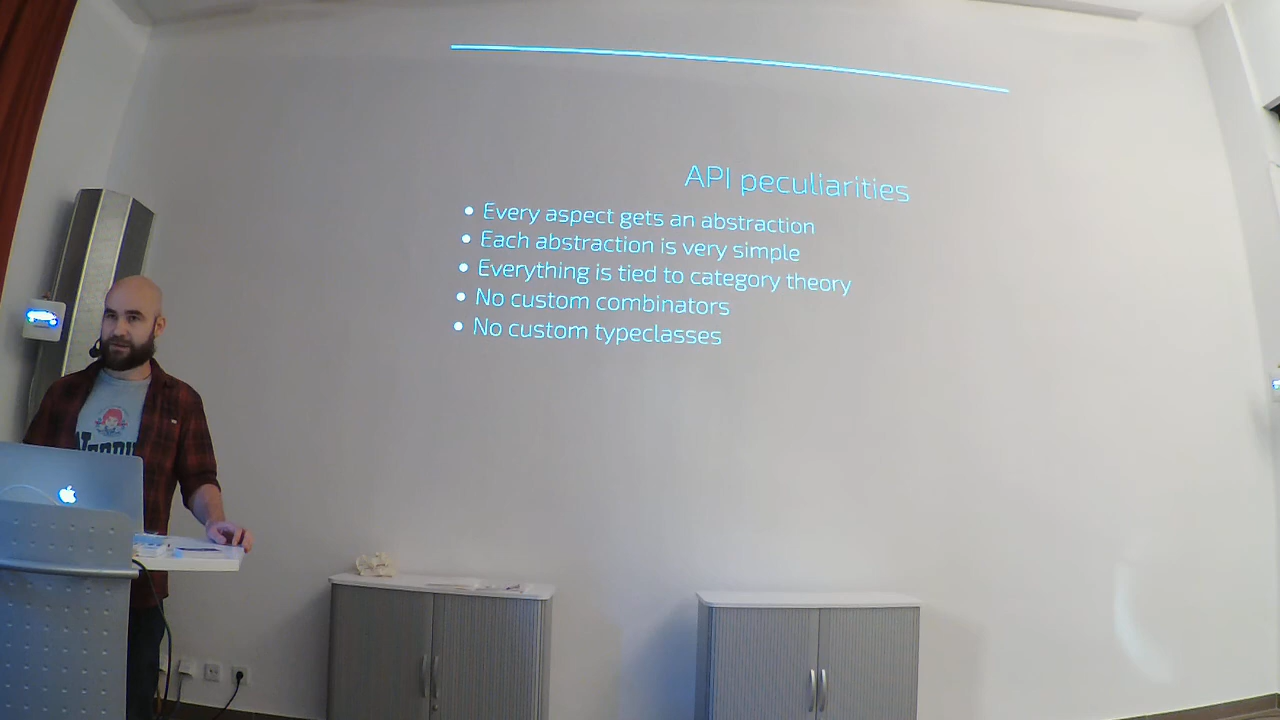 API peculiarities
Every aspect gets an abstraction
Each abstraction is very simple
Everything is tied to category theory
No custom combinators
No custom typeclasses